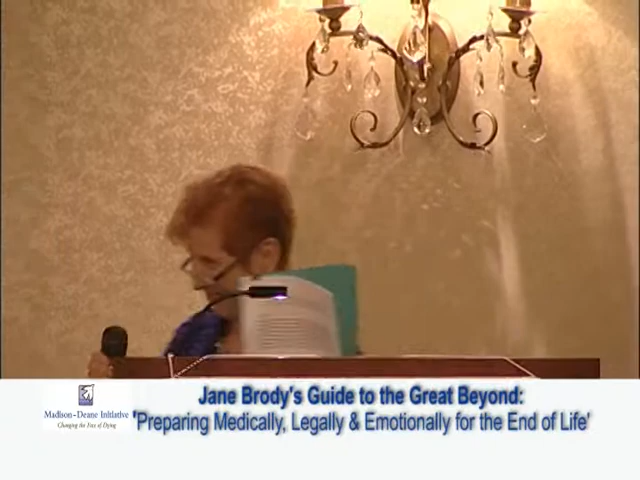 Jane Brody's Guide to the Great Beyond:
Madison-Deane Initiative
Changing the Face of Dying
'Preparing Medically, Legally & Emotionally for the End of Life'